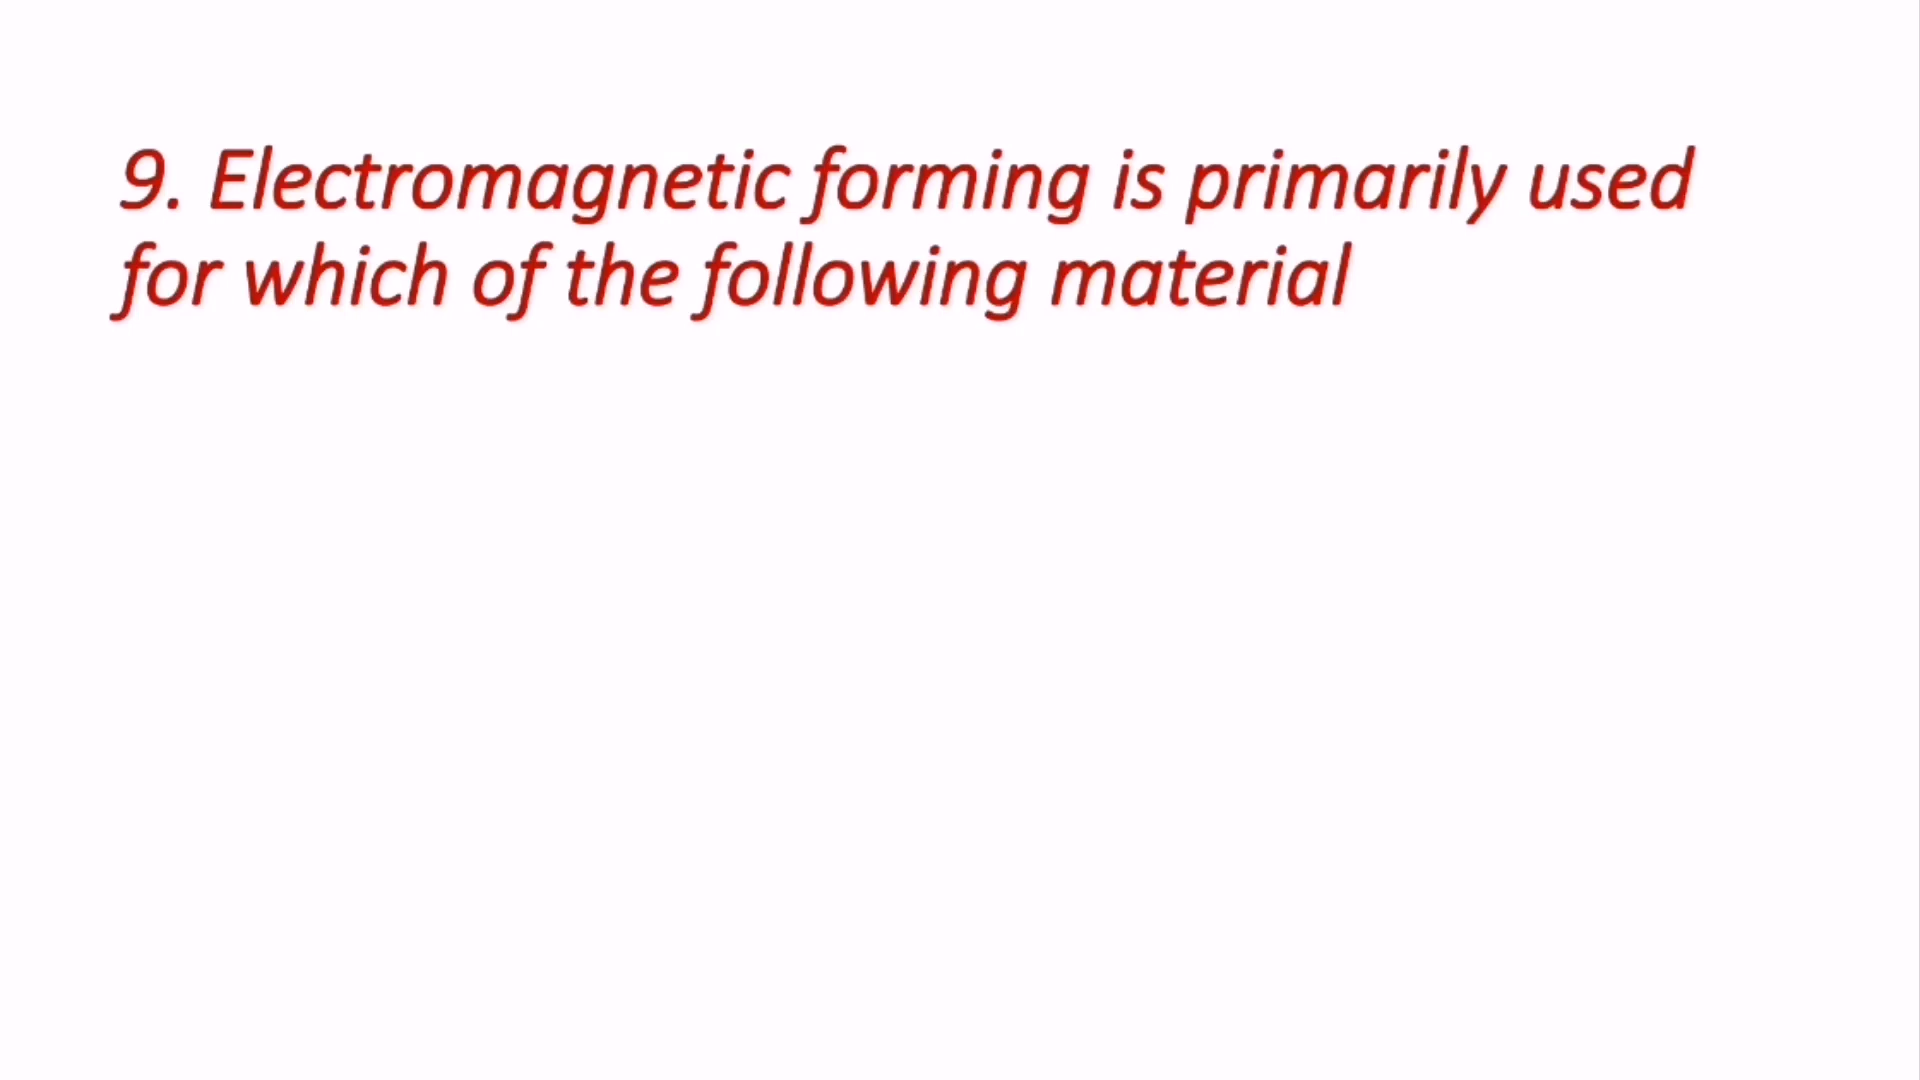 9. Electromagnetic forming is primarily used
for which of the following material